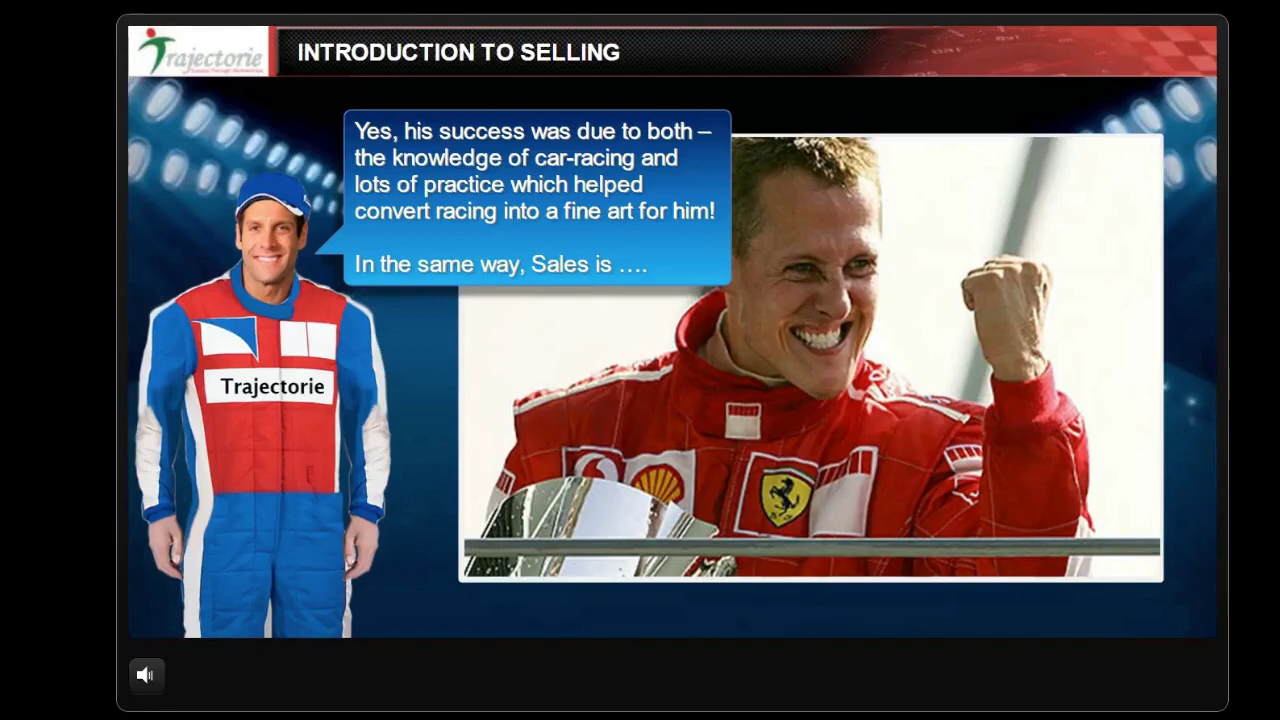 Trajectorie
INTRODUCTION TO SELLING
Yes, his success was due to both –
the knowledge of car-racing and
lots of practice which helped
convert racing into a fine art for him!
In the same way, Sales is ….
Trajectorie